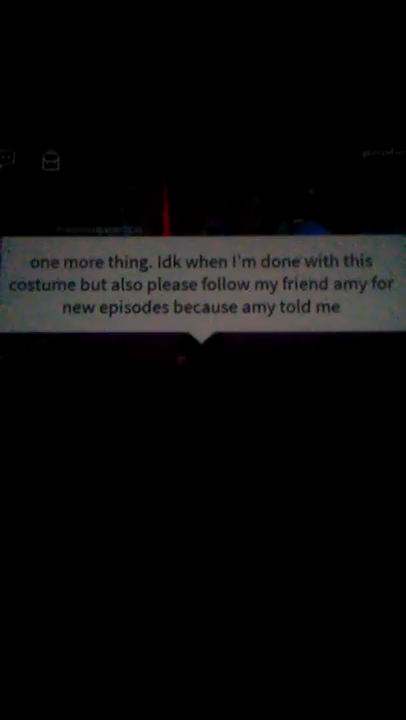 one more thing. Idk when I'm done with this
costume but also please follow my friend amy for
new episodes because amy told me